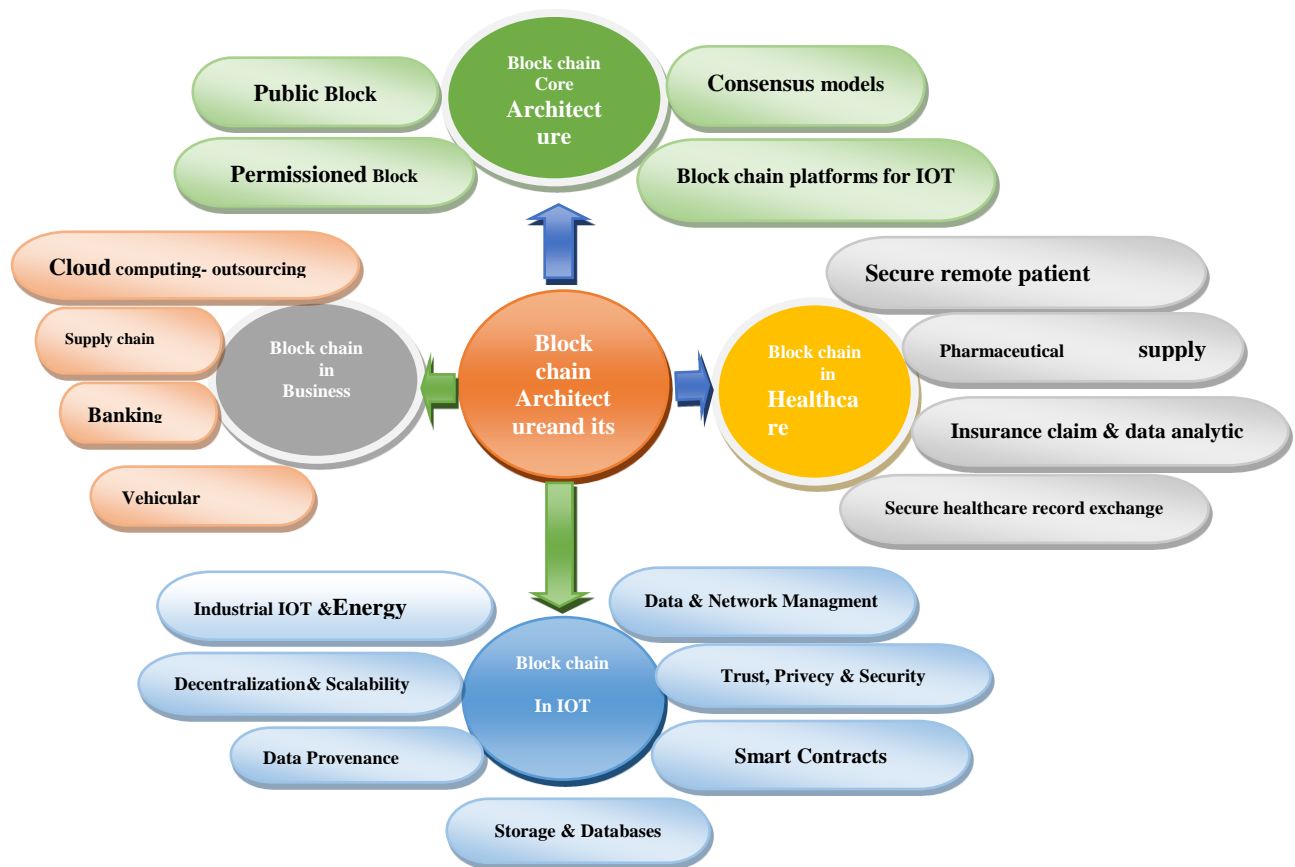 Block chain
Core
Architect
ure
Public Block
Permissioned Block
Consensus models
Block chain platforms for IOT
Cloud computing- outsourcing
Supply chain
Banking
Vehicular
Block chain
in
Business
Block
chain
Architect
ureand its
Block chain
in
Healthca
re
Secure remote patient
Pharmaceutical supply
Insurance claim & data analytic
Secure healthcare record exchange
Industrial IOT &Energy
Decentralization& Scalability
Data Provenance
Block chain
In IOT
Data & Network Managment
Trust, Privecy & Security
Smart Contracts
Storage & Databases